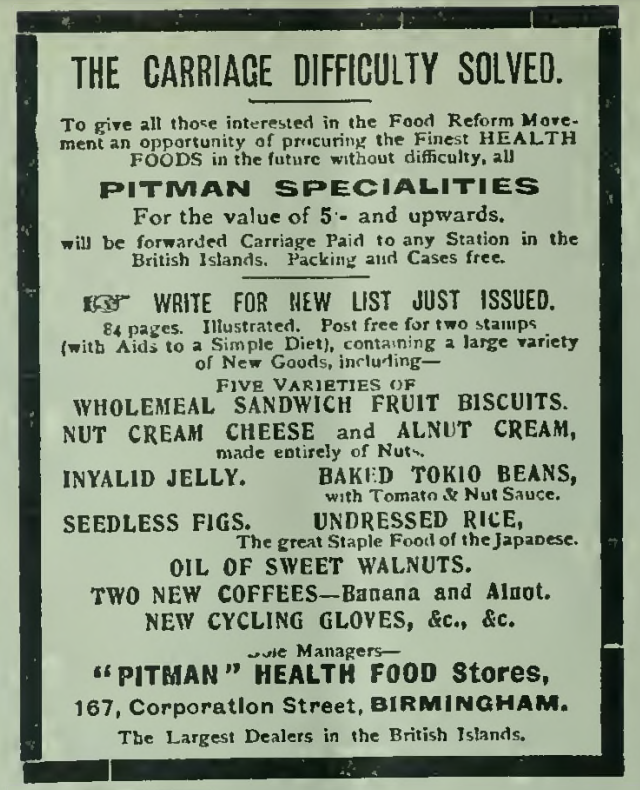 THE CARRIAGE DIFFICULTY SOLVED.
To give all those interested in the Food Reform Move-
ment an opportunity of procuring the Finest HEALTH
FOODS in the future without difficulty, all
PITMAN SPECIALITIES
For the value of 5/- and upwards.
will be forwarded Carriage Paid to any Station in the
British Islands. Packing and Cases free.
☞ WRITE FOR NEW LIST JUST ISSUED.
84 pages. Illustrated. Post free for two stamps
(with Aids to a Simple Diet), containing a large variety
of New Goods, including—
FIVE VARIETIES OF
WHOLEMEAL SANDWICH FRUIT BISCUITS.
NUT CREAM CHEESE and ALNUT CREAM,
made entirely of Nuts.
INVALID JELLY. BAKED TOKIO BEANS,
with Tomato & Nut Sauce.
SEEDLESS FIGS. UNDRESSED RICE,
The great Staple Food of the Japanese.
OIL OF SWEET WALNUTS.
TWO NEW COFFEES—Banana and Alnut.
NEW CYCLING GLOVES, &c., &c.
Sole Managers—
"PITMAN" HEALTH FOOD Stores,
167, Corporation Street, BIRMINGHAM.
The Largest Dealers in the British Islands.